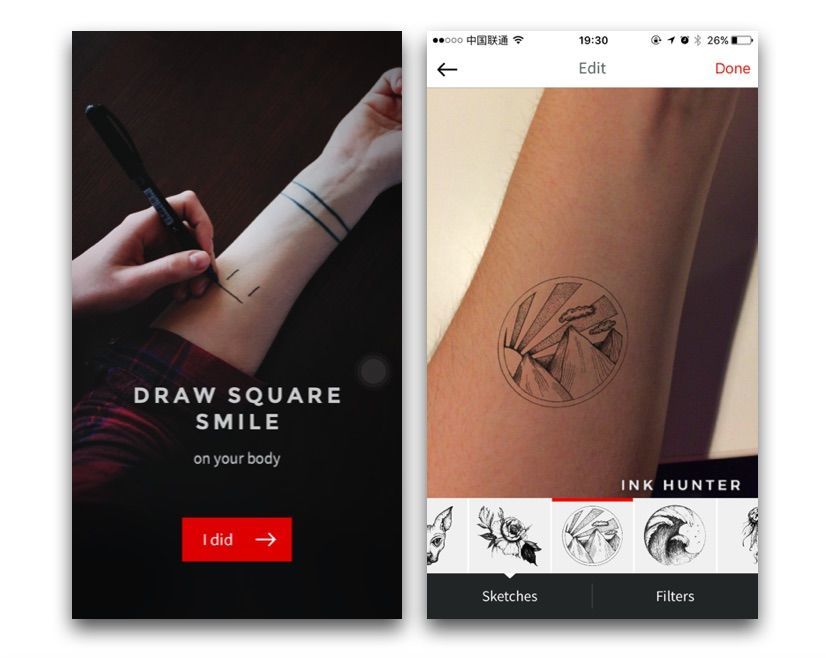 DRAW SQUARE
SMILE
on your body
I did
中国联通
19:30
26%
Edit
Done
INK HUNTER
Sketches
Filters